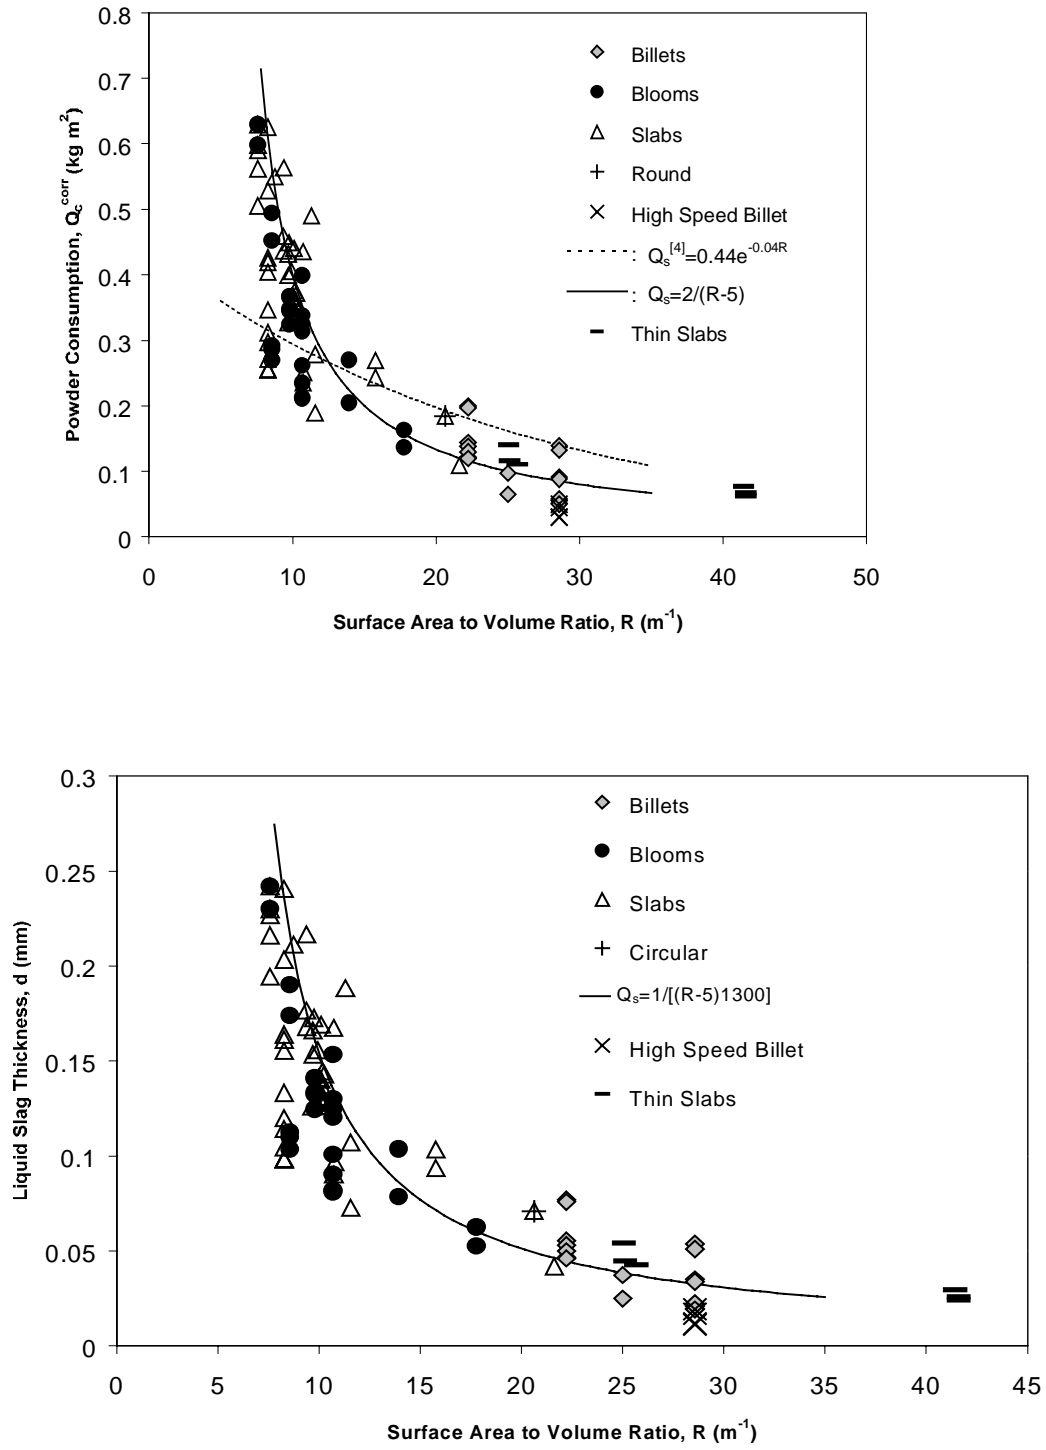 0.8
0.7
0.6
0.5
0.4
0.3
0.2
0.1
0
Powder Consumption, Q_c^corr (kg m²)
Billets
Blooms
Slabs
Round
High Speed Billet
: Q_s^[4]=0.44e^-0.04R
: Q_s=2/(R-5)
Thin Slabs
0 10 20 30 40 50
Surface Area to Volume Ratio, R (m⁻¹)
0.3
0.25
0.2
0.15
0.1
0.05
0
Liquid Slag Thickness, d (mm)
Billets
Blooms
Slabs
Circular
Q_s=1/[(R-5)1300]
High Speed Billet
Thin Slabs
0 5 10 15 20 25 30 35 40 45
Surface Area to Volume Ratio, R (m⁻¹)